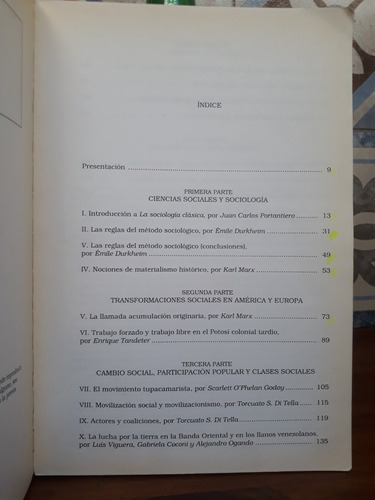 ÍNDICE
Presentación ........ 9
PRIMERA PARTE
CIENCIAS SOCIALES Y SOCIOLOGÍA
I. Introducción a La sociología clásica, por Juan Carlos Portantiero ........ 13
II. Las reglas del método sociológico, por Émile Durkheim ........ 31
V. Las reglas del método sociológico (conclusiones),
por Émile Durkheim ........ 49
IV. Nociones de materialismo histórico, por Karl Marx ........ 53
SEGUNDA PARTE
TRANSFORMACIONES SOCIALES EN AMÉRICA Y EUROPA
V. La llamada acumulación originaria, por Karl Marx ........ 73
VI. Trabajo forzado y trabajo libre en el Potosí colonial tardío,
por Enrique Tandeter ........ 89
TERCERA PARTE
CAMBIO SOCIAL, PARTICIPACIÓN POPULAR Y CLASES SOCIALES
VII. El movimiento tupacamarista, por Scarlett O'Phelan Godoy ........ 105
VIII. Movilización social y movilizacionismo, por Torcuato S. Di Tella ........ 115
IX. Actores y coaliciones, por Torcuato S. Di Tella ........ 119
X. La lucha por la tierra en la Banda Oriental y en los llanos venezolanos,
por Luis Viguera, Gabriela Coconi y Alejandro Ogando ........ 135